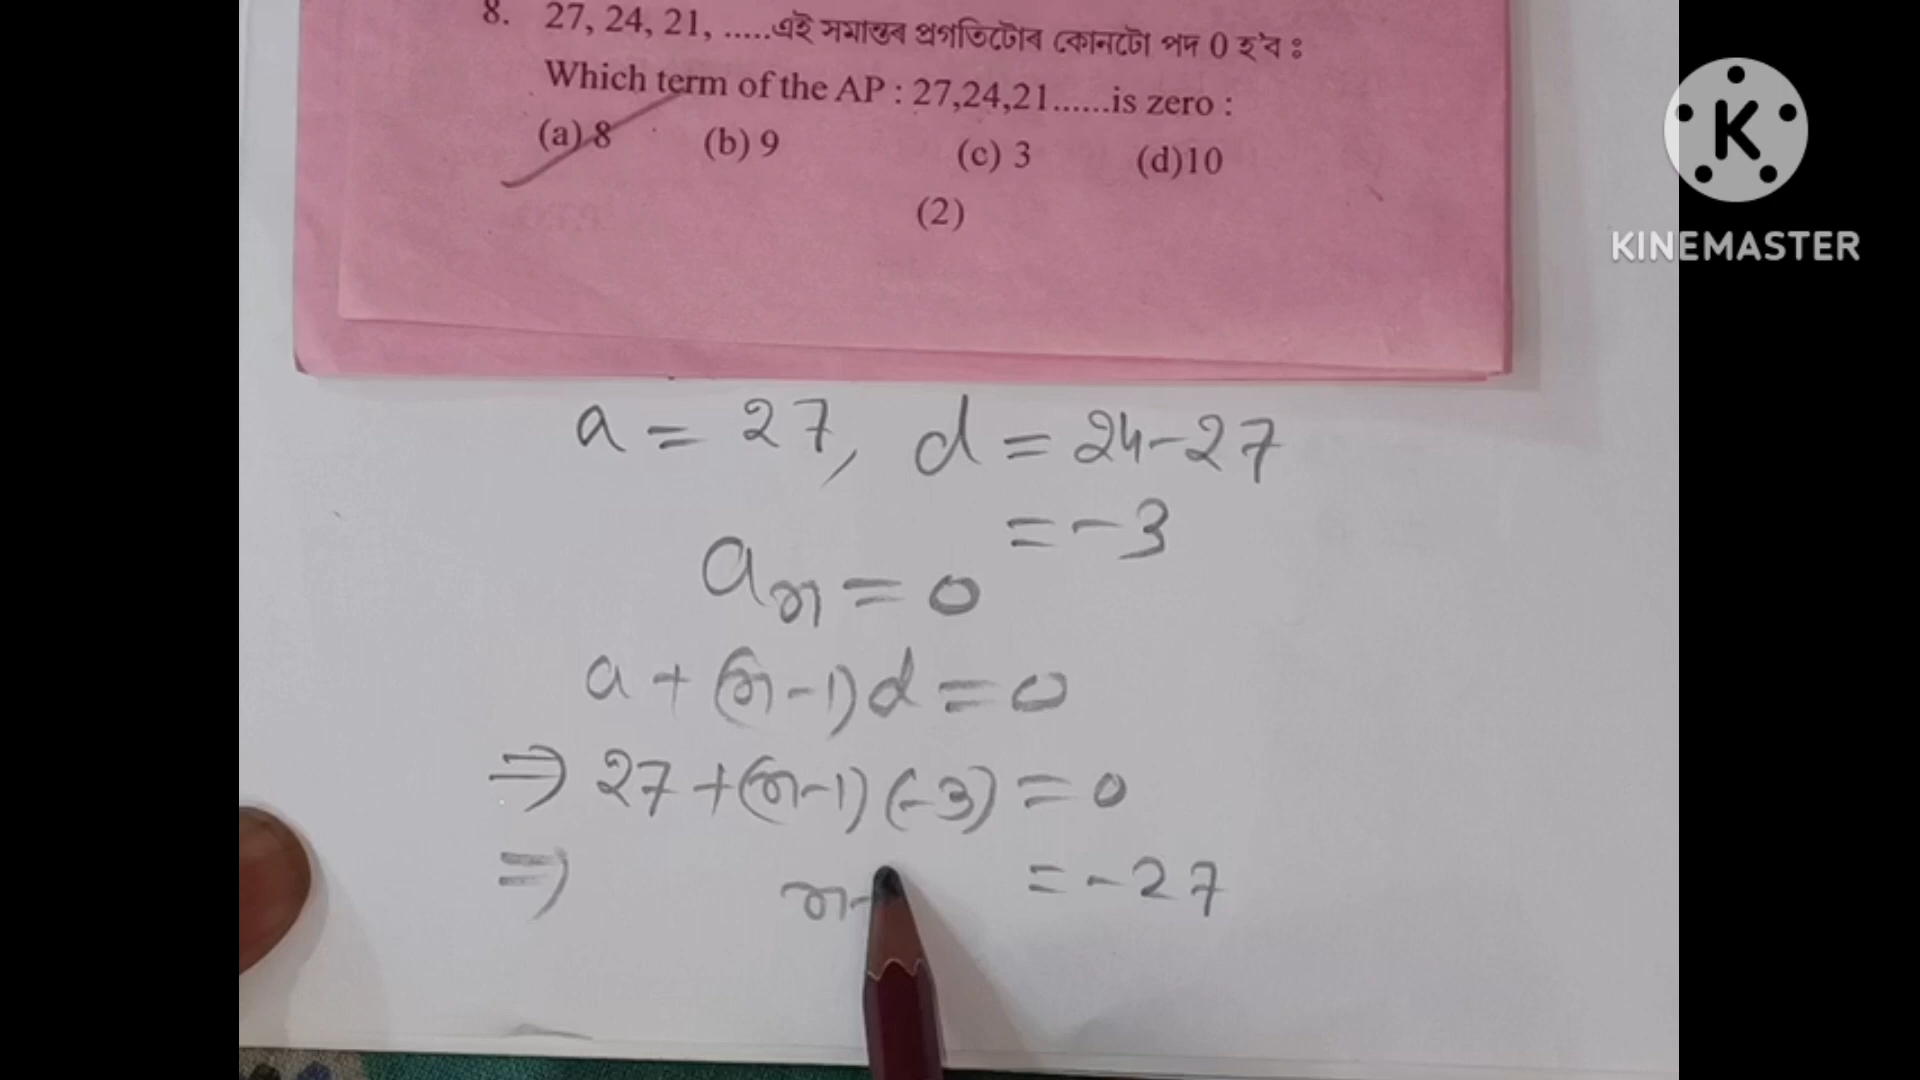 8. 27, 24, 21, .....এই সমান্তৰ প্ৰগতিটোৰ কোনটো পদ 0 হ'ব ঃ
Which term of the AP : 27,24,21......is zero :
(a) 8 (b) 9 (c) 3 (d)10
(2)
K
KINEMASTER
a = 27, d = 24-27
= -3
an = 0
a + (n-1)d = 0
⇒ 27 + (n-1) (-3) = 0
⇒ n- = -27